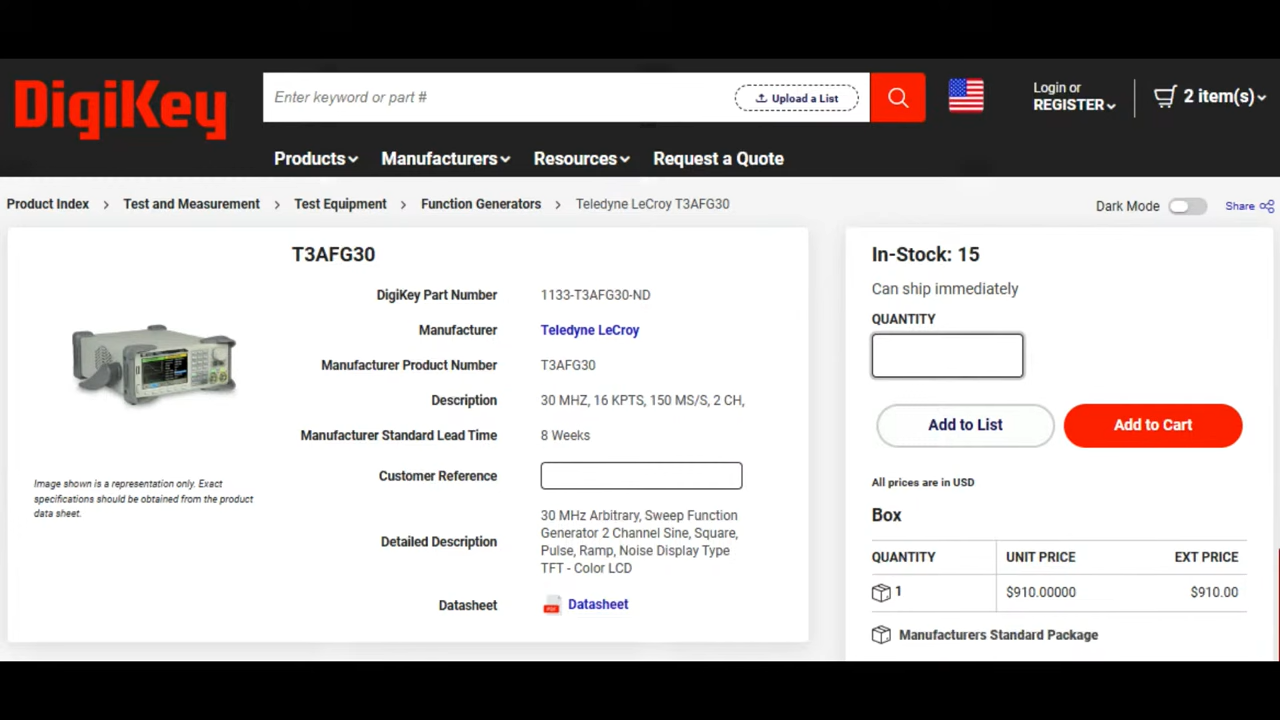 DigiKey
Enter keyword or part #
Upload a List
Login or
REGISTER
2 item(s)
Products
Manufacturers
Resources
Request a Quote
Product Index > Test and Measurement > Test Equipment > Function Generators > Teledyne LeCroy T3AFG30
Dark Mode
Share
T3AFG30
DigiKey Part Number 1133-T3AFG30-ND
Manufacturer Teledyne LeCroy
Manufacturer Product Number T3AFG30
Description 30 MHZ, 16 KPTS, 150 MS/S, 2 CH,
Manufacturer Standard Lead Time 8 Weeks
Customer Reference
Detailed Description
30 MHz Arbitrary, Sweep Function
Generator 2 Channel Sine, Square,
Pulse, Ramp, Noise Display Type
TFT - Color LCD
Datasheet PDF Datasheet
Image shown is a representation only. Exact
specifications should be obtained from the product
data sheet.
In-Stock: 15
Can ship immediately
QUANTITY
Add to List
Add to Cart
All prices are in USD
Box
QUANTITY UNIT PRICE EXT PRICE
1 $910.00000 $910.00
Manufacturers Standard Package